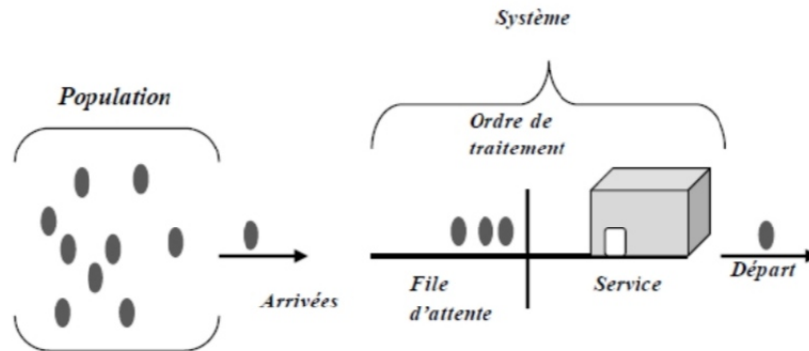 Système
Population
Ordre de
traitement
Arrivées
File
d'attente
Service
Départ